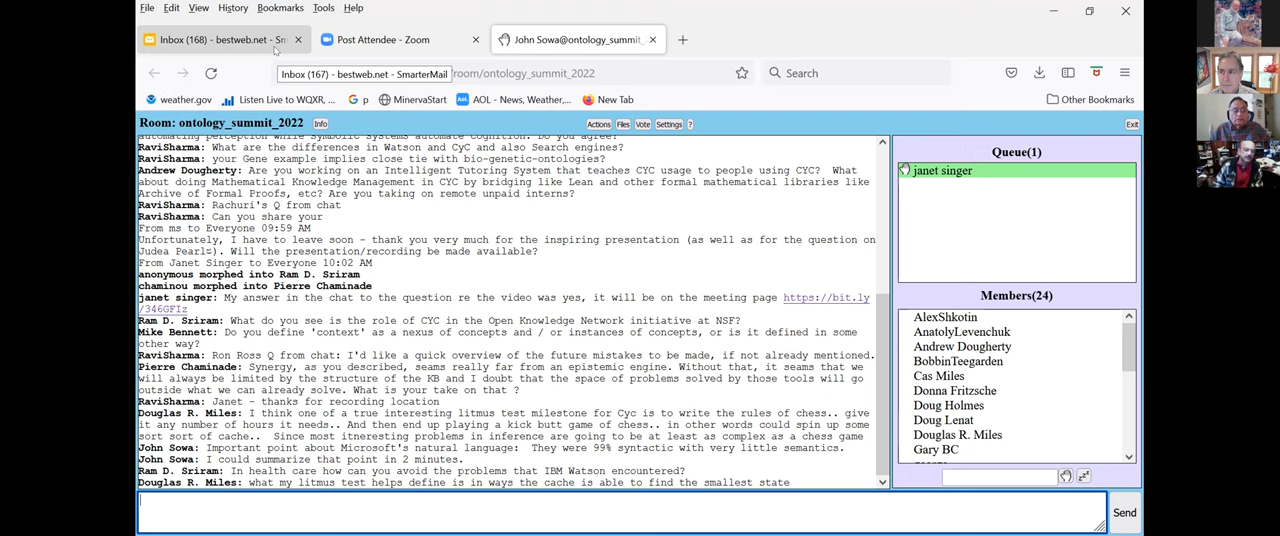 File Edit View History Bookmarks Tools Help
Inbox (168) - bestweb.net - Sm
Post Attendee - Zoom
John Sowa@ontology_summit_
Inbox (167) - bestweb.net - SmarterMail
/room/ontology_summit_2022
Search
weather.gov
Listen Live to WQXR, ...
p
MinervaStart
AOL - News, Weather,...
New Tab
Other Bookmarks
Room: ontology_summit_2022 Info
Actions Files Vote Settings ?
Exit
automating perception while symbolic systems automate cognition. Do you agree?
RaviSharma: What are the differences in Watson and CyC and also Search engines?
RaviSharma: your Gene example implies close tie with bio-genetic-ontologies?
Andrew Dougherty: Are you working on an Intelligent Tutoring System that teaches CYC usage to people using CYC?  What
about doing Mathematical Knowledge Management in CYC by bridging like Lean and other formal mathematical libraries like
Archive of Formal Proofs, etc? Are you taking on remote unpaid interns?
RaviSharma: Rachuri's Q from chat
RaviSharma: Can you share your
From ms to Everyone 09:59 AM
Unfortunately, I have to leave soon - thank you very much for the inspiring presentation (as well as for the question on
Judea Pearl). Will the presentation/recording be made available?
From Janet Singer to Everyone 10:02 AM
anonymous morphed into Ram D. Sriram
chaminou morphed into Pierre Chaminade
janet singer: My answer in the chat to the question re the video was yes, it will be on the meeting page https://bit.ly
/346GFIz
Ram D. Sriram: What do you see is the role of CYC in the Open Knowledge Network initiative at NSF?
Mike Bennett: Do you define 'context' as a nexus of concepts and / or instances of concepts, or is it defined in some
other way?
RaviSharma: Ron Ross Q from chat: I'd like a quick overview of the future mistakes to be made, if not already mentioned.
Pierre Chaminade: Synergy, as you described, seams really far from an epistemic engine. Without that, it seams that we
will always be limited by the structure of the KB and I doubt that the space of problems solved by those tools will go
outside what we can already solve. What is your take on that ?
RaviSharma: Janet - thanks for recording location
Douglas R. Miles: I think one of a true interesting litmus test milestone for Cyc is to write the rules of chess.. give
it any number of hours it needs.. And then end up playing a kick butt game of chess.. in other words could spin up some
sort sort of cache..  Since most itneresting problems in inference are going to be at least as complex as a chess game
John Sowa: Important point about Microsoft's natural language:  They were 99% syntactic with very little semantics.
John Sowa: I could summarize that point in 2 minutes.
Ram D. Sriram: In health care how can you avoid the problems that IBM Watson encountered?
Douglas R. Miles: what my litmus test helps define is in ways the cache is able to find the smallest state
Queue(1)
janet singer
Members(24)
AlexShkotin
AnatolyLevenchuk
Andrew Dougherty
BobbinTeegarden
Cas Miles
Donna Fritzsche
Doug Holmes
Doug Lenat
Douglas R. Miles
Gary BC
Send